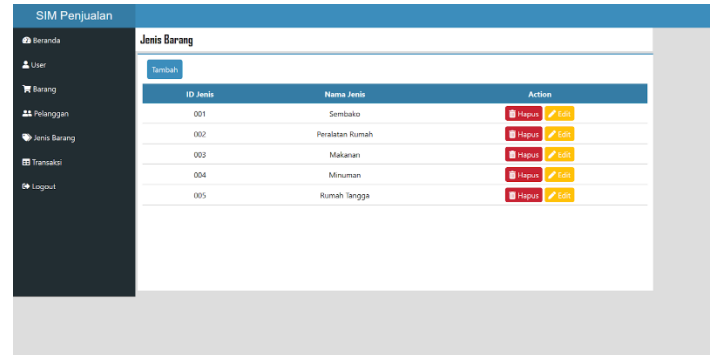 SIM Penjualan
Beranda
User
Barang
Pelanggan
Jenis Barang
Transaksi
Logout
Jenis Barang
Tambah
ID Jenis Nama Jenis Action
001 Sembako Hapus Edit
002 Peralatan Rumah Hapus Edit
003 Makanan Hapus Edit
004 Minuman Hapus Edit
005 Rumah Tangga Hapus Edit